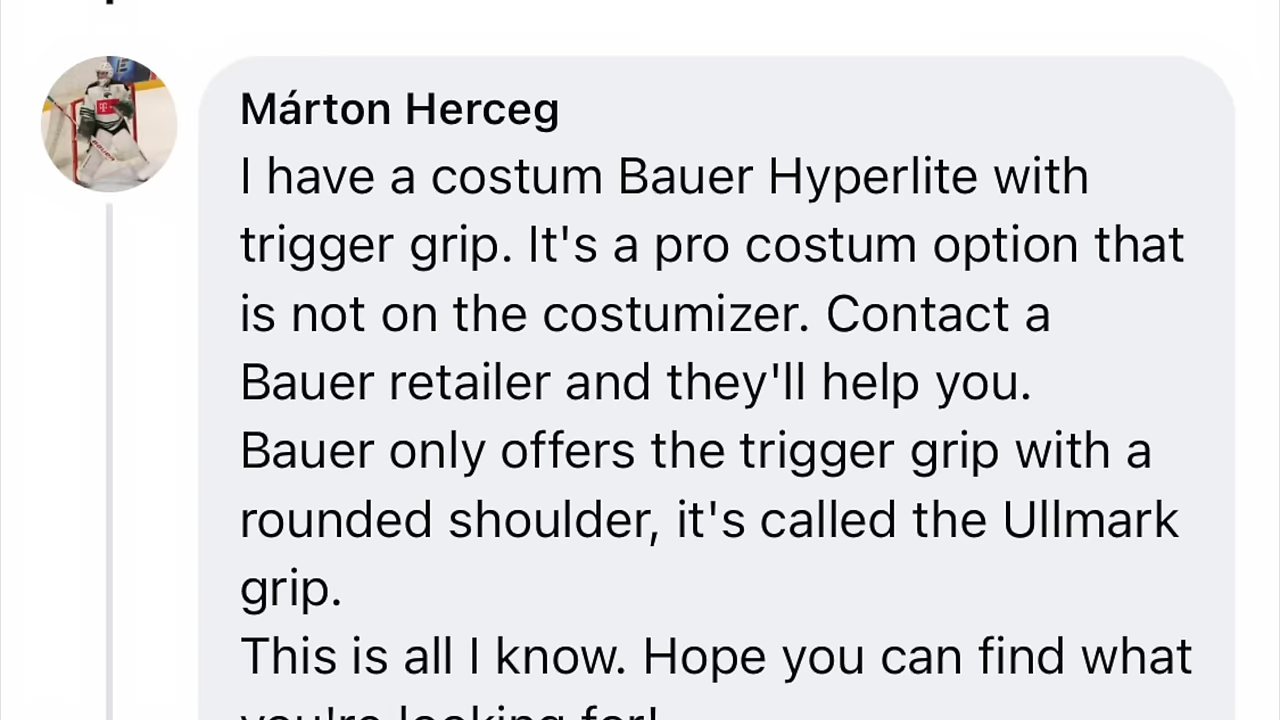 Márton Herceg
I have a costum Bauer Hyperlite with
trigger grip. It's a pro costum option that
is not on the costumizer. Contact a
Bauer retailer and they'll help you.
Bauer only offers the trigger grip with a
rounded shoulder, it's called the Ullmark
grip.
This is all I know. Hope you can find what
you're looking for!